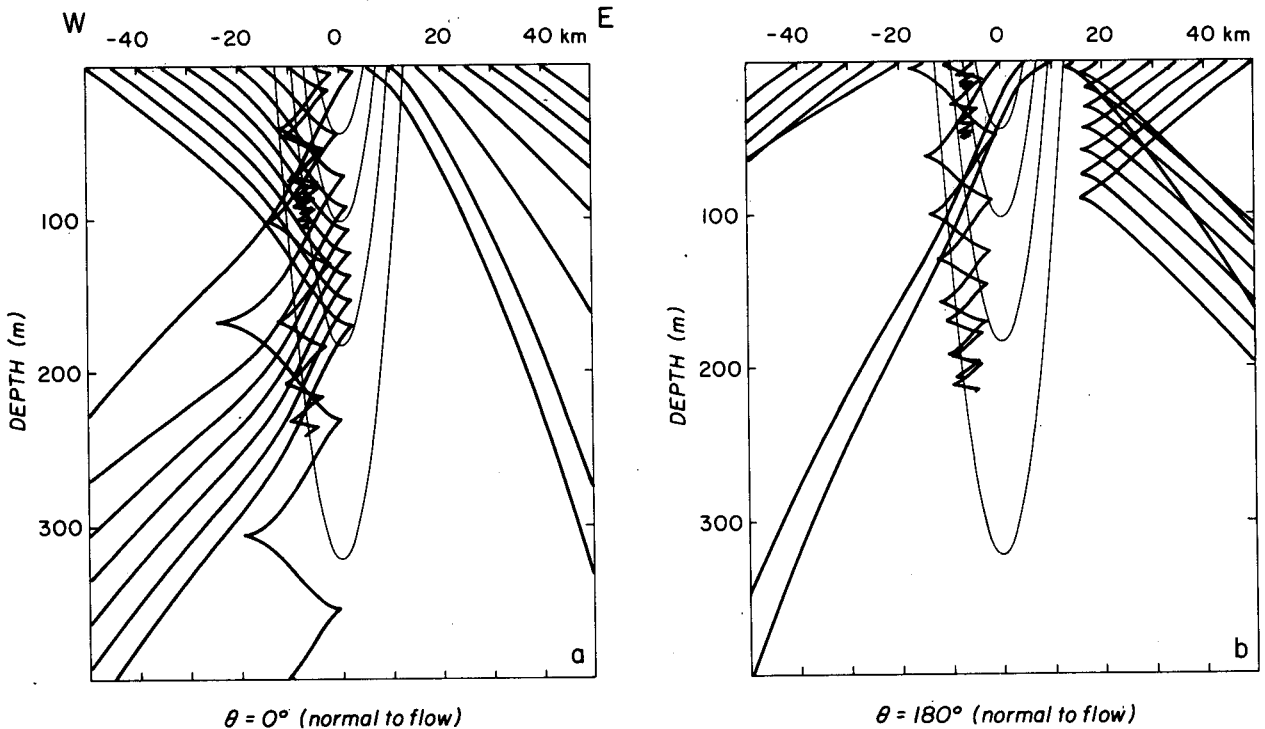 W
E
-40 -20 0 20 40 km
-40 -20 0 20 40 km
100
200
300
DEPTH (m)
a
θ = 0° (normal to flow)
100
200
300
DEPTH (m)
b
θ = 180° (normal to flow)